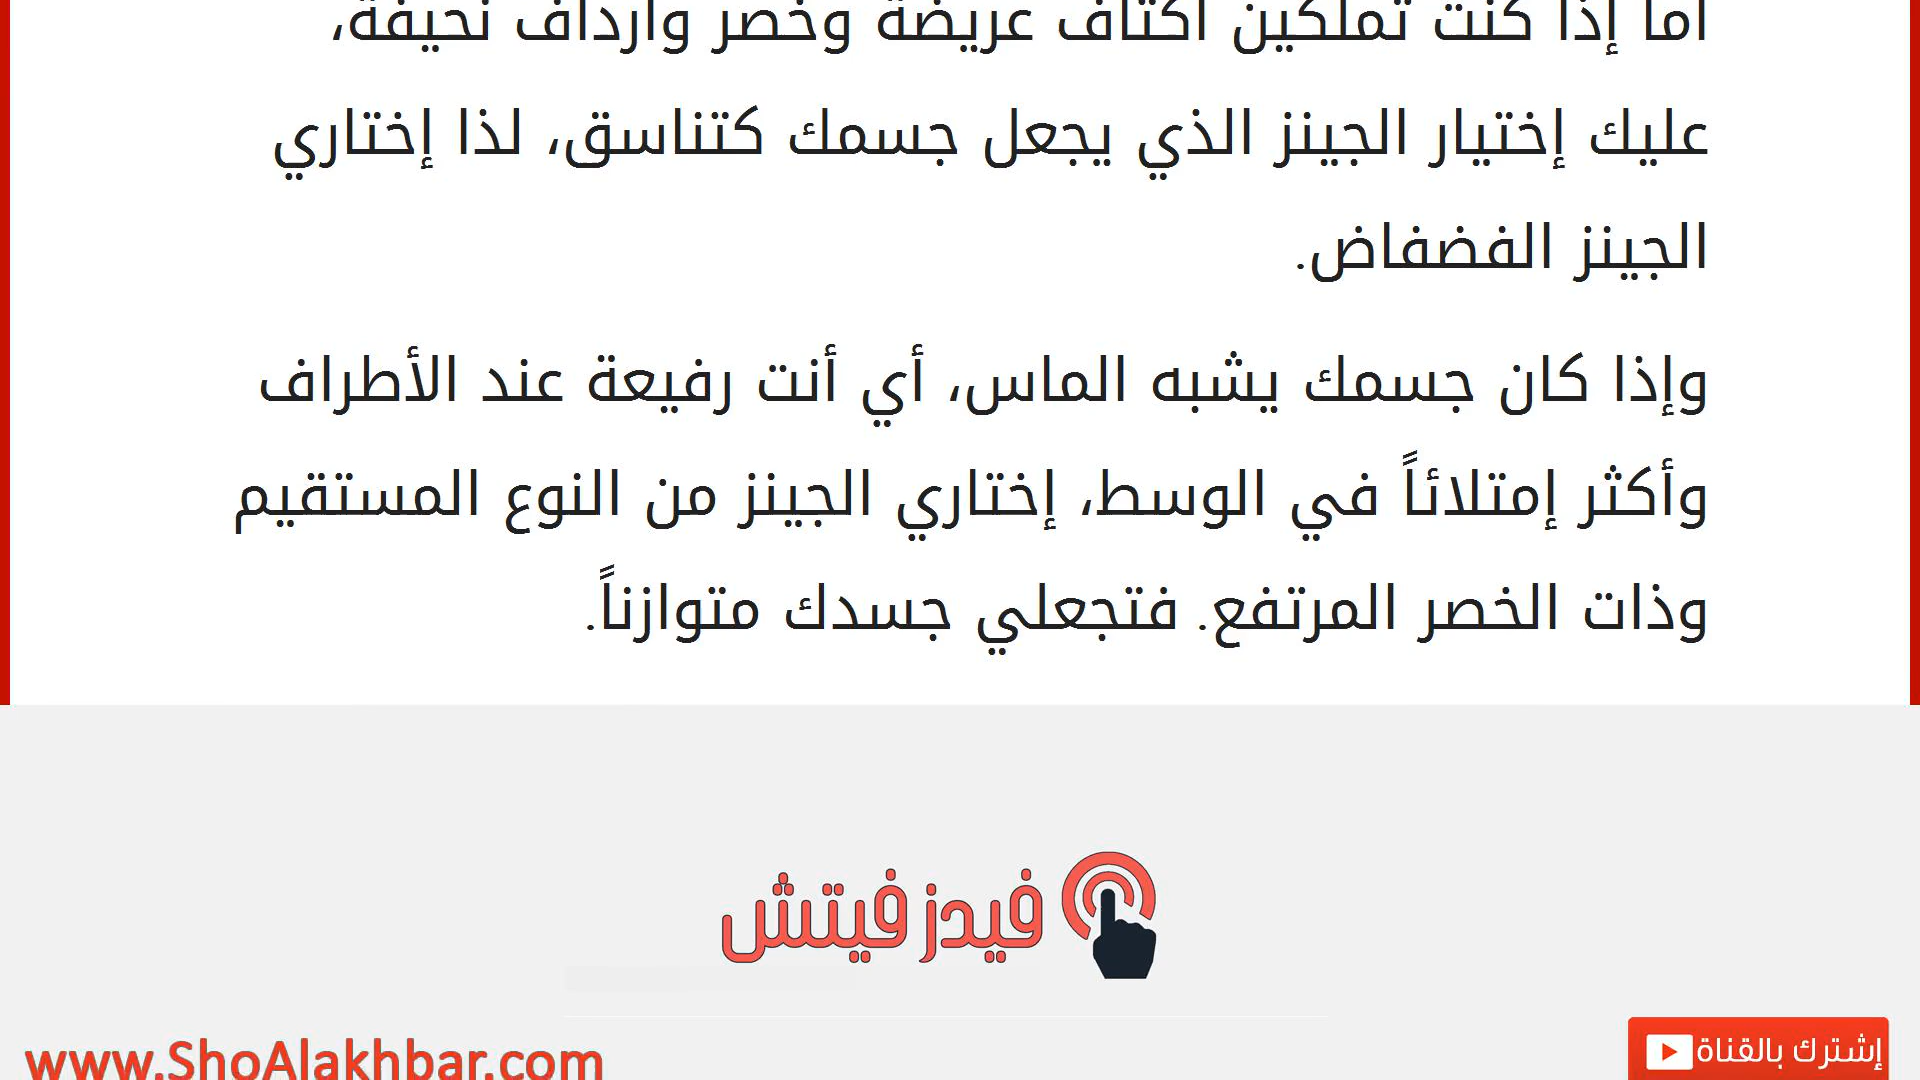 أما إذا كنت تملكين أكتاف عريضة وخصر وأرداف نحيفة،
عليك إختيار الجينز الذي يجعل جسمك كتناسق، لذا إختاري
الجينز الفضفاض.
وإذا كان جسمك يشبه الماس، أي أنت رفيعة عند الأطراف
وأكثر إمتلائاً في الوسط، إختاري الجينز من النوع المستقيم
وذات الخصر المرتفع. فتجعلي جسدك متوازناً.
فيدز فيتش
www.ShoAlakhbar.com
إشترك بالقناة